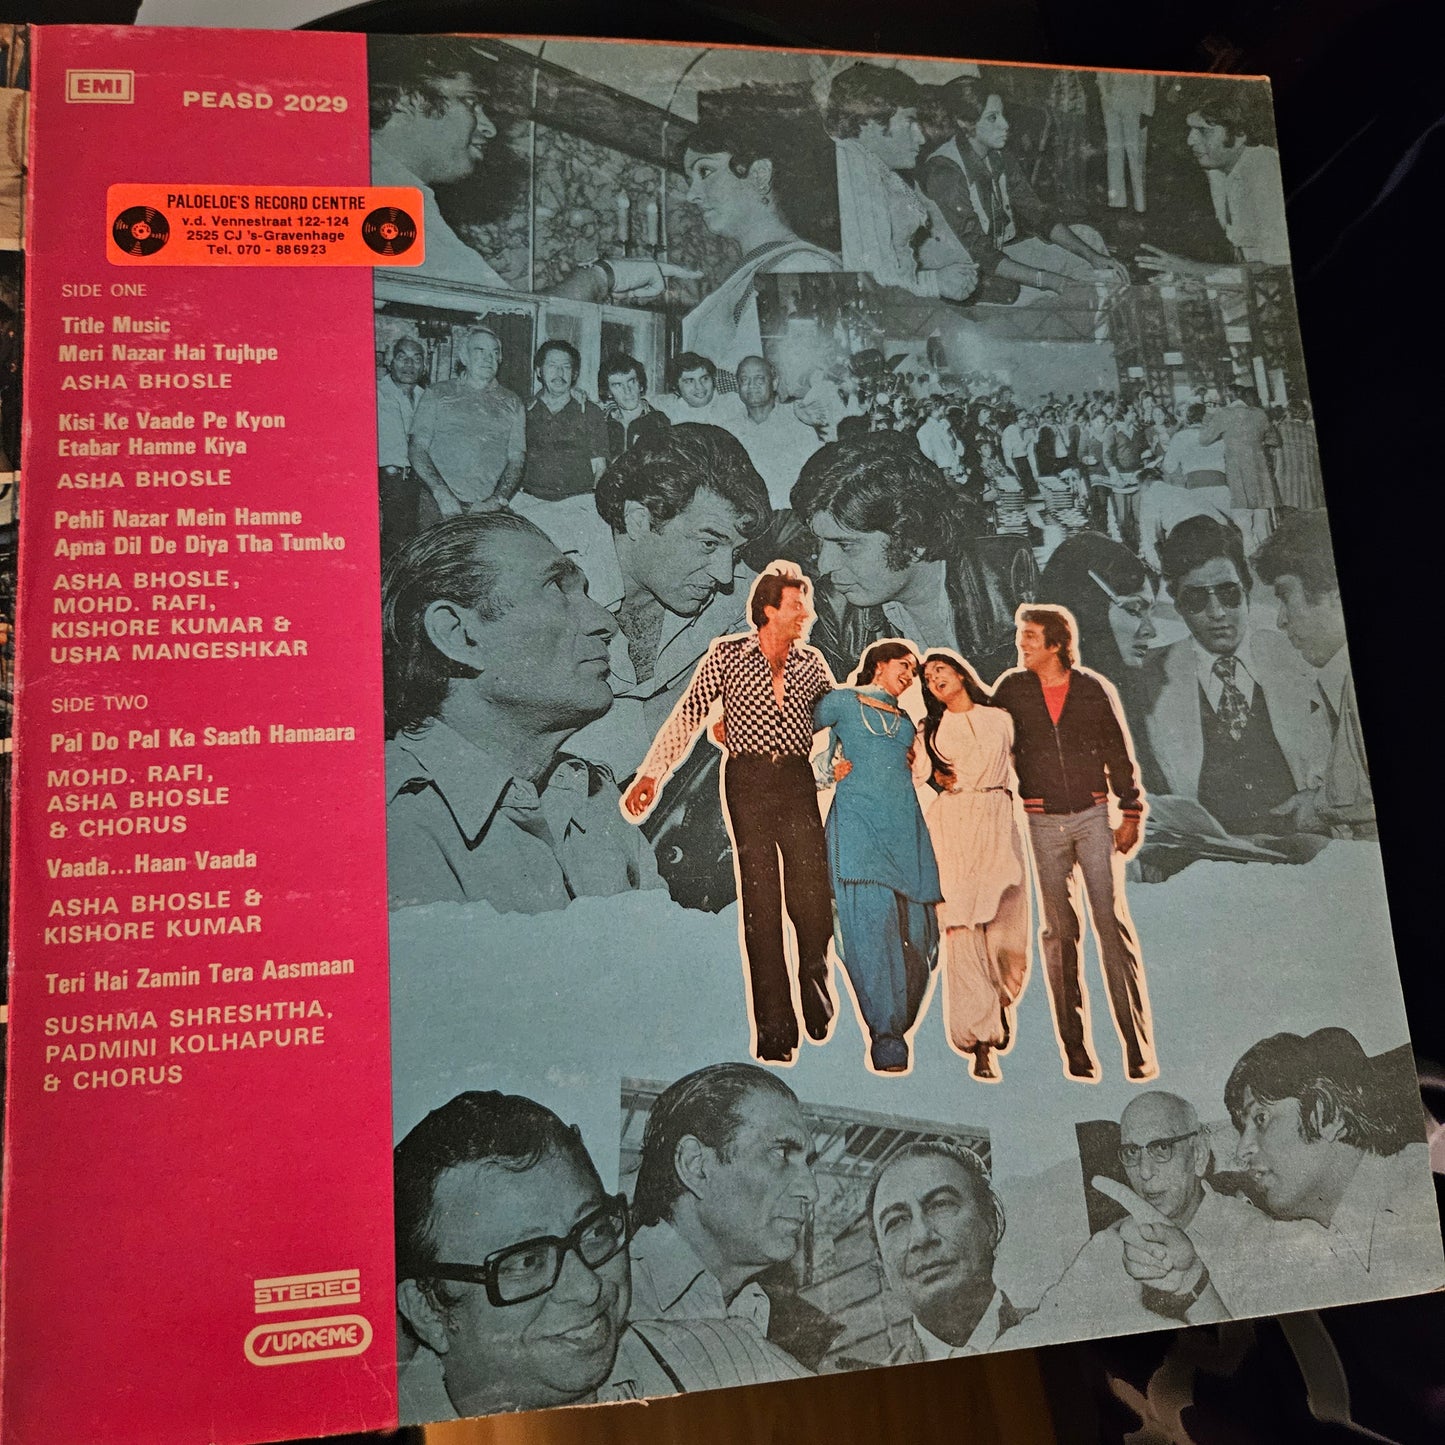 EMI
PEASD 2029
PALOELOE'S RECORD CENTRE
v.d. Vennestraat 122-124
2525 CJ 's-Gravenhage
Tel. 070 - 886923
SIDE ONE
Title Music
Meri Nazar Hai Tujhpe
ASHA BHOSLE
Kisi Ke Vaade Pe Kyon
Etabar Hamne Kiya
ASHA BHOSLE
Pehli Nazar Mein Hamne
Apna Dil De Diya Tha Tumko
ASHA BHOSLE,
MOHD. RAFI,
KISHORE KUMAR &
USHA MANGESHKAR
SIDE TWO
Pal Do Pal Ka Saath Hamaara
MOHD. RAFI,
ASHA BHOSLE
& CHORUS
Vaada...Haan Vaada
ASHA BHOSLE &
KISHORE KUMAR
Teri Hai Zamin Tera Aasmaan
SUSHMA SHRESHTHA,
PADMINI KOLHAPURE
& CHORUS
STEREO
SUPREME